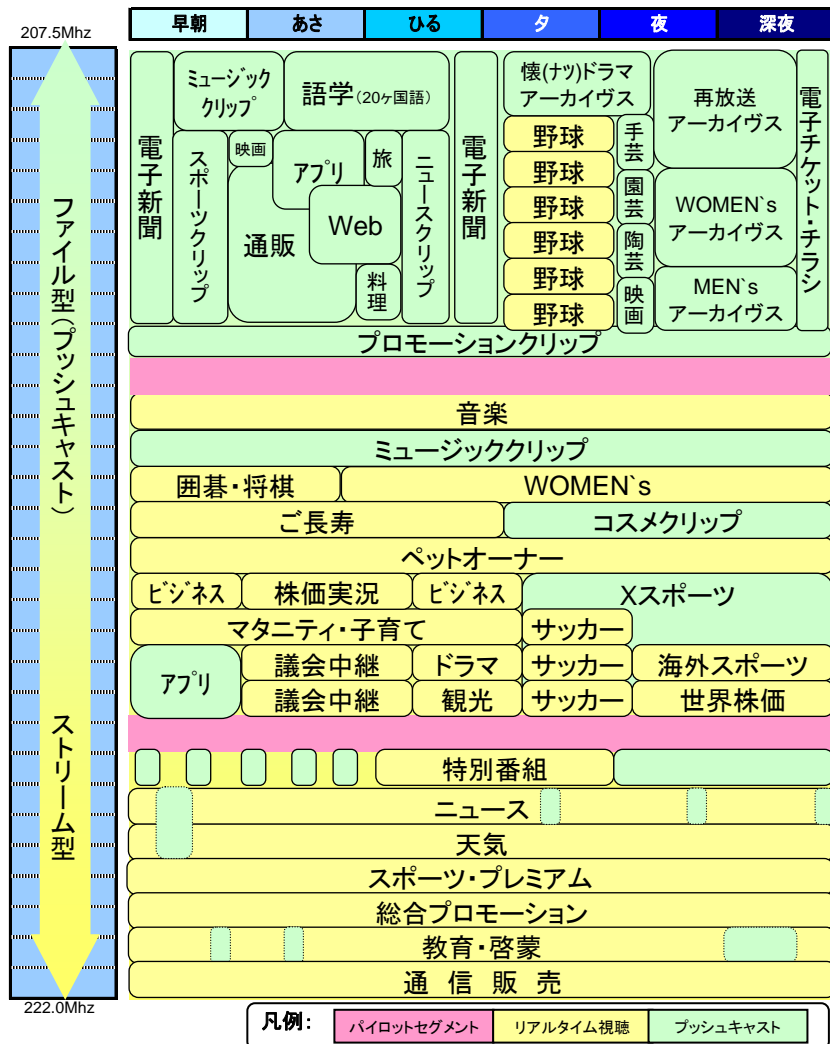 207.5Mhz
早朝 あさ ひる 夕 夜 深夜
ファイル型(プッシュキャスト)
ストリーム型
222.0Mhz
電子新聞
ミュージック
クリップ
語学(20ヶ国語)
スポーツクリップ
映画
アプリ
旅
ニュースクリップ
通販
Web
料理
電子新聞
懐(ナツ)ドラマ
アーカイヴス
野球
野球
野球
野球
野球
野球
手芸
園芸
陶芸
映画
再放送
アーカイヴス
WOMEN`s
アーカイヴス
MEN`s
アーカイヴス
電子チケット・チラシ
プロモーションクリップ
音楽
ミュージッククリップ
囲碁・将棋 WOMEN`s
ご長寿 コスメクリップ
ペットオーナー
ビジネス 株価実況 ビジネス Xスポーツ
マタニティ・子育て サッカー
アプリ
議会中継 ドラマ サッカー 海外スポーツ
議会中継 観光 サッカー 世界株価
特別番組
ニュース
天気
スポーツ・プレミアム
総合プロモーション
教育・啓蒙
通信販売
凡例: パイロットセグメント リアルタイム視聴 プッシュキャスト